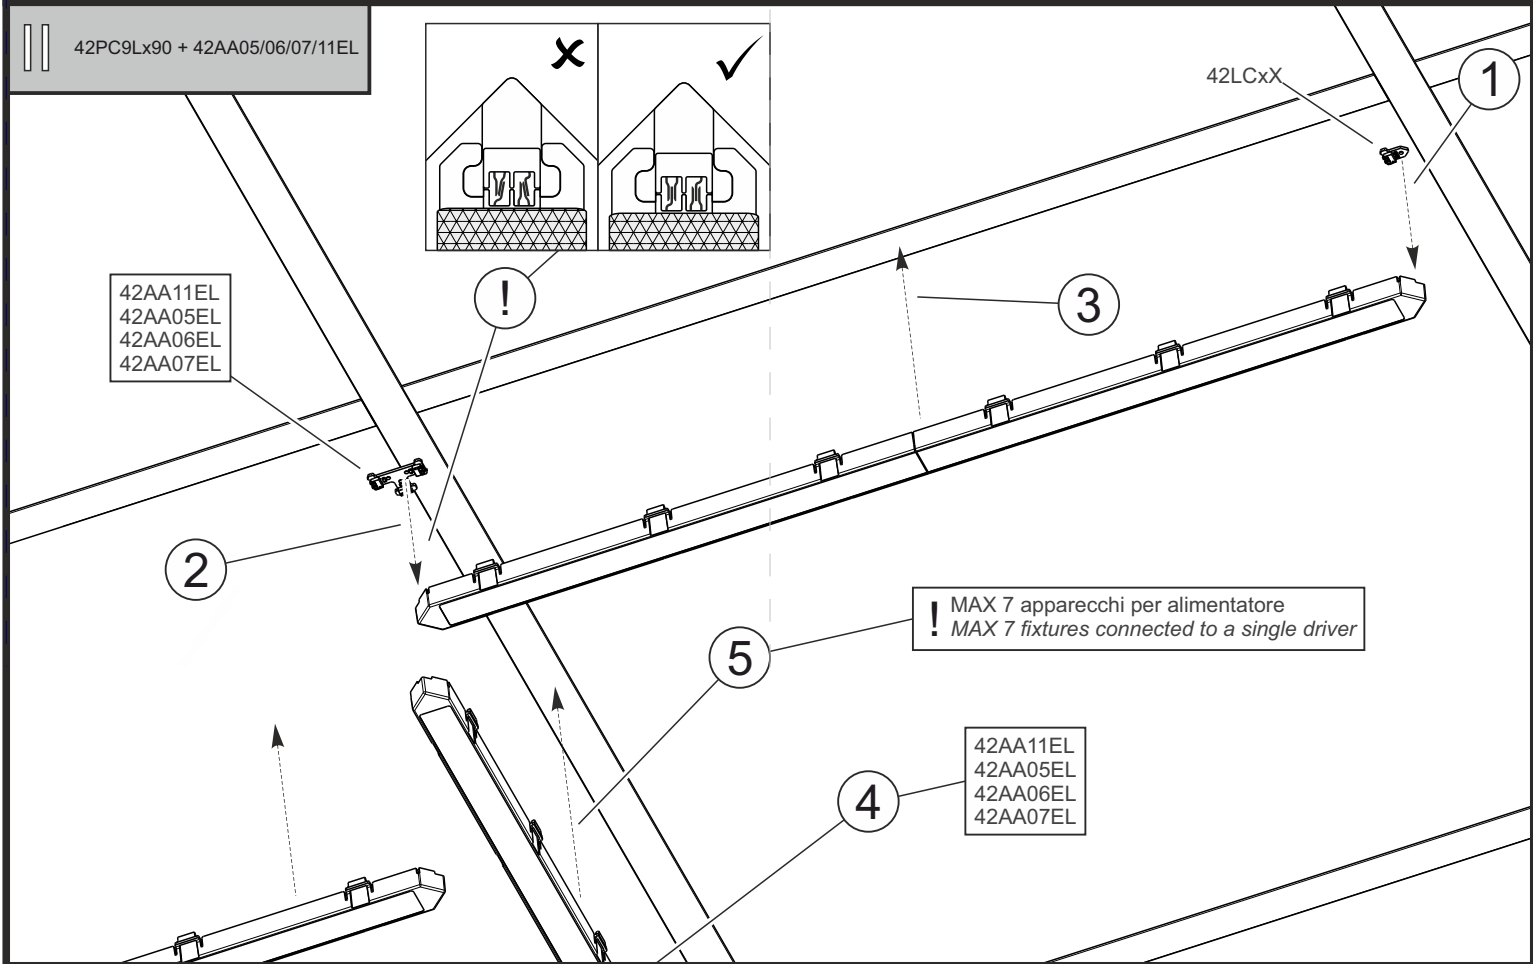 42PC9Lx90 + 42AA05/06/07/11EL
42LCxX
1
!
3
42AA11EL
42AA05EL
42AA06EL
42AA07EL
2
! MAX 7 apparecchi per alimentatore
MAX 7 fixtures connected to a single driver
5
4
42AA11EL
42AA05EL
42AA06EL
42AA07EL